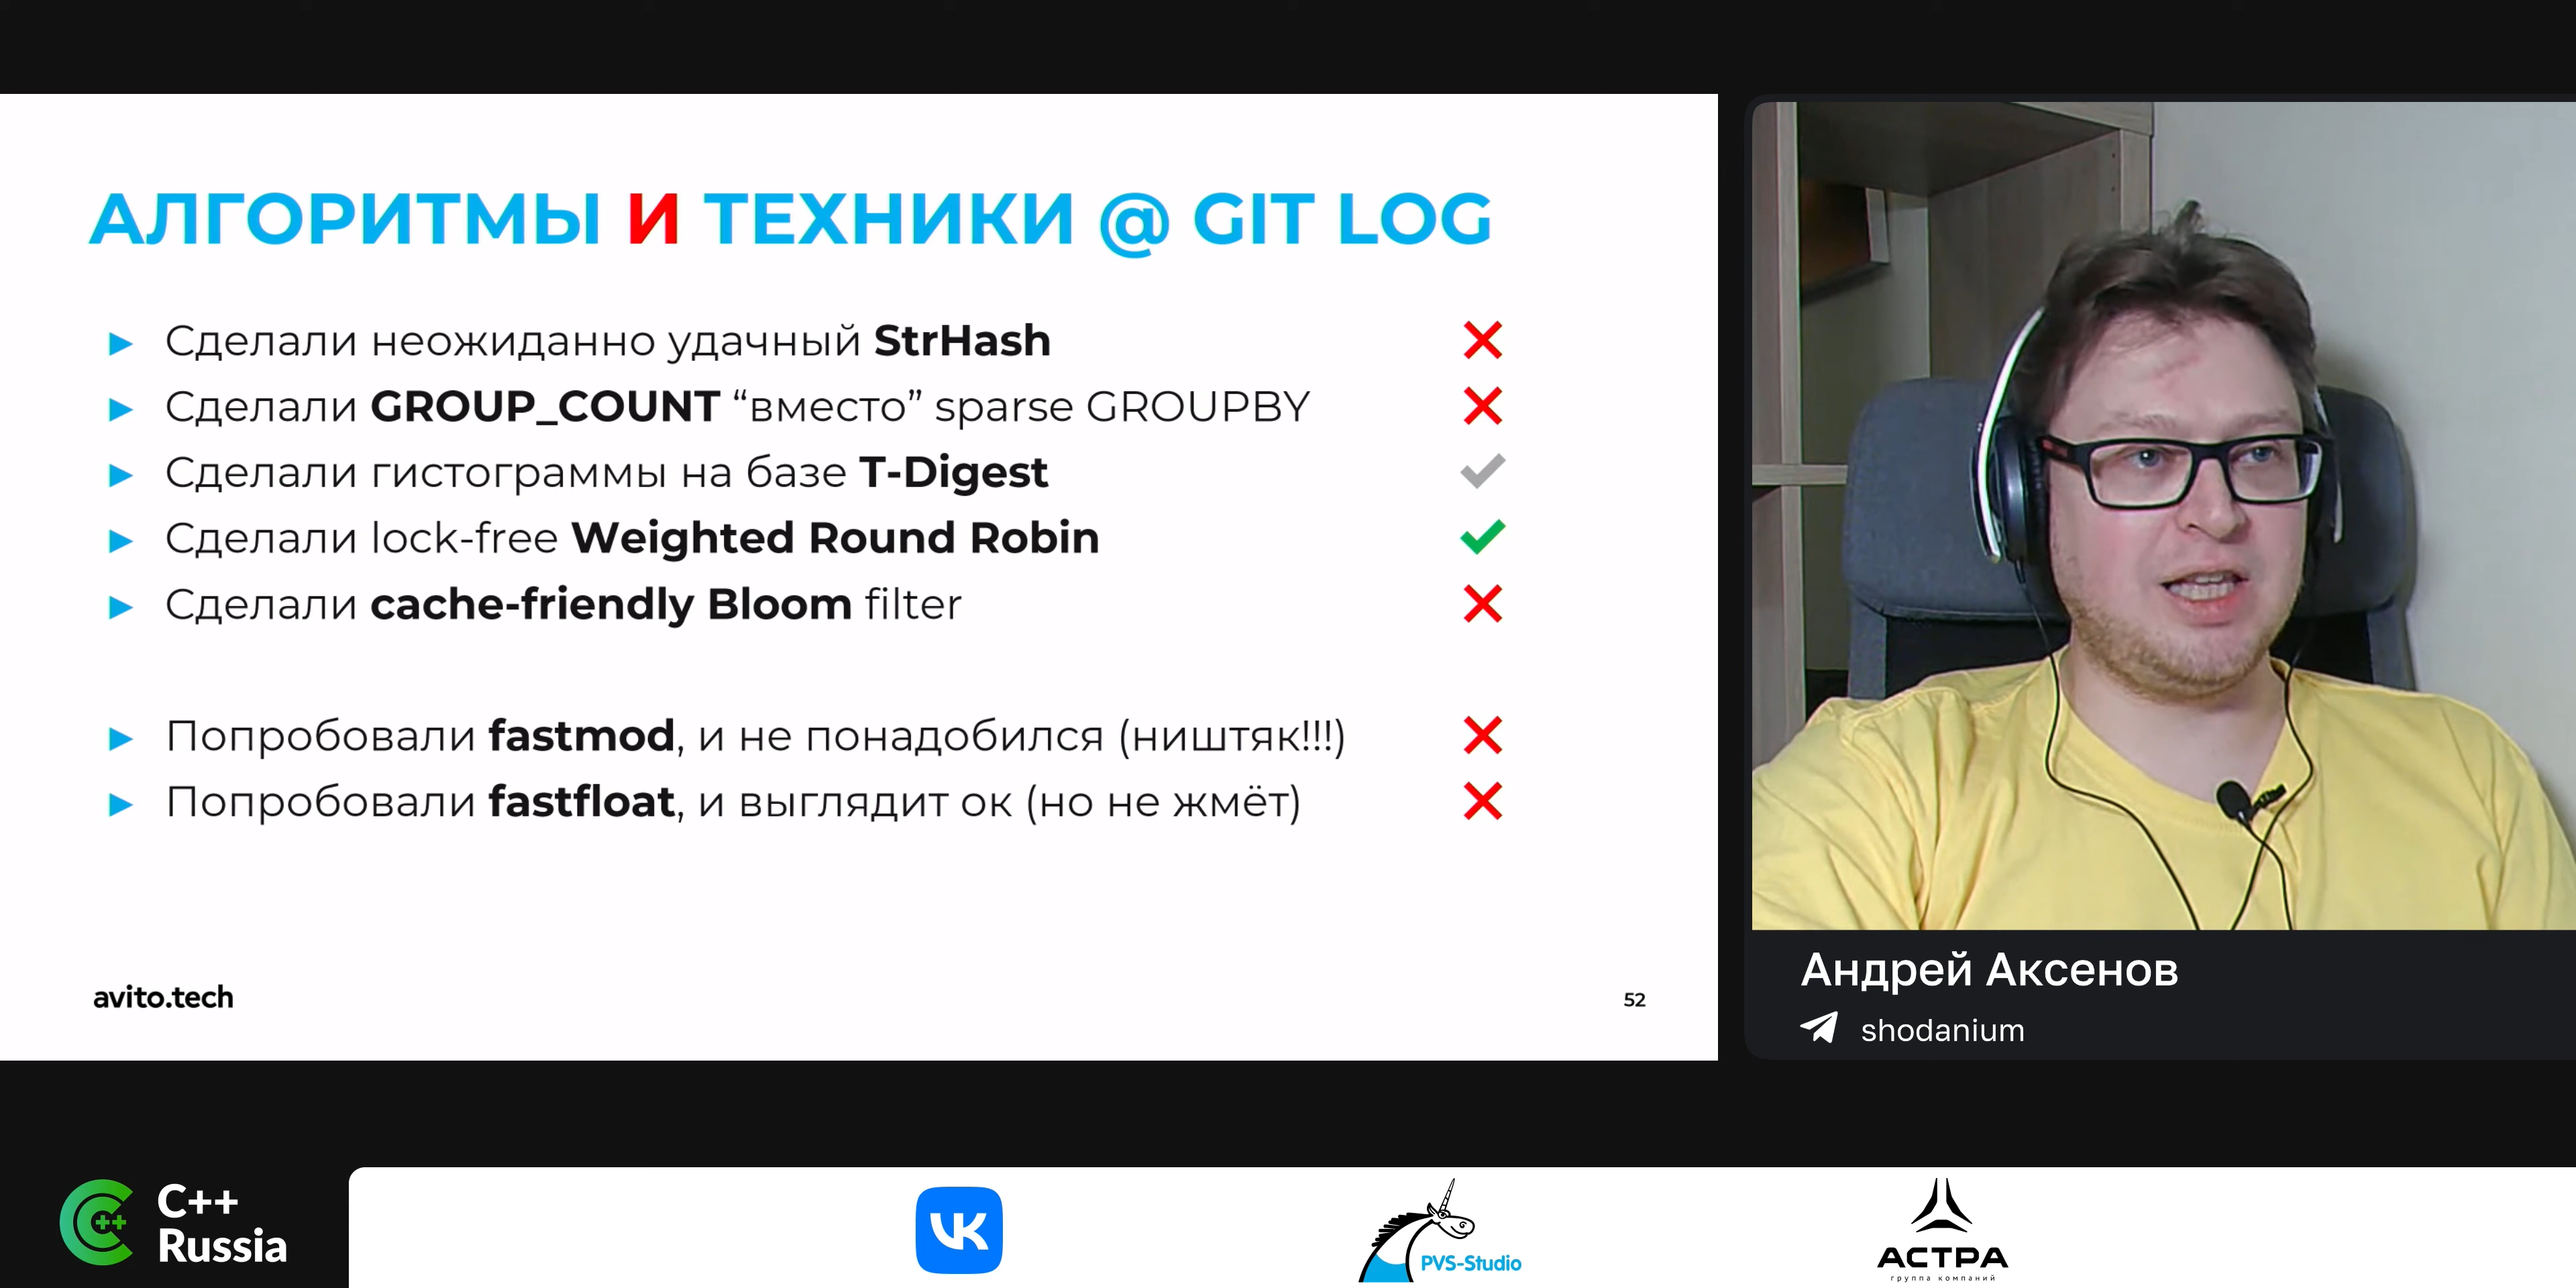 АЛГОРИТМЫ И ТЕХНИКИ @ GIT LOG
Сделали неожиданно удачный StrHash
Сделали GROUP_COUNT “вместо” sparse GROUPBY
Сделали гистограммы на базе T-Digest
Сделали lock-free Weighted Round Robin
Сделали cache-friendly Bloom filter
Попробовали fastmod, и не понадобился (ништяк!!!)
Попробовали fastfloat, и выглядит ок (но не жмёт)
avito.tech
52
Андрей Аксенов
shodanium
C++
Russia
VK
PVS-Studio
АСТРА
группа компаний